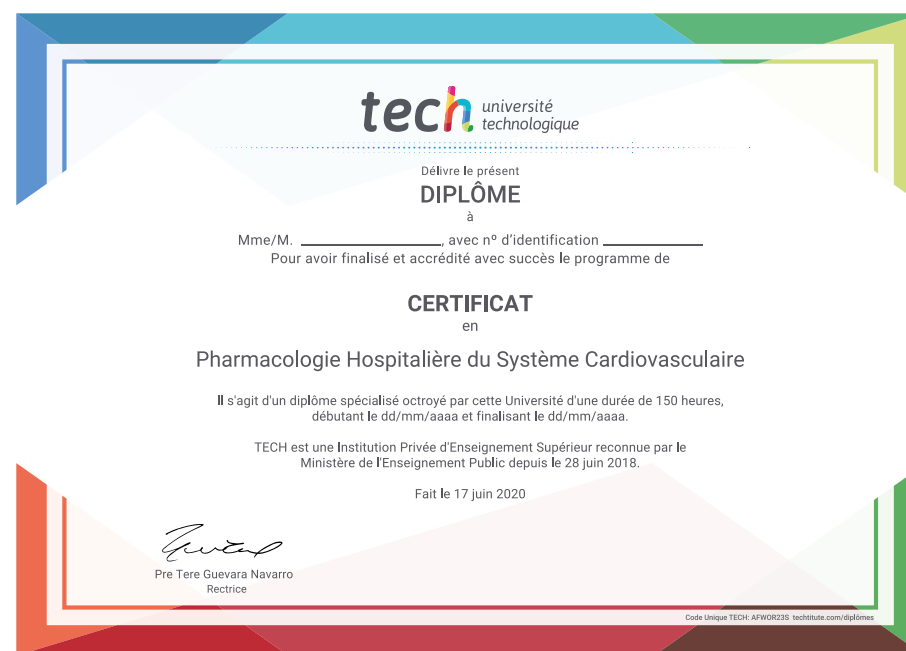 tech université
technologique
Délivre le présent
DIPLÔME
à
Mme/M. ____________________, avec nº d'identification ______________
Pour avoir finalisé et accrédité avec succès le programme de
CERTIFICAT
en
Pharmacologie Hospitalière du Système Cardiovasculaire
Il s'agit d'un diplôme spécialisé octroyé par cette Université d'une durée de 150 heures,
débutant le dd/mm/aaaa et finalisant le dd/mm/aaaa.
TECH est une Institution Privée d'Enseignement Supérieur reconnue par le
Ministère de l'Enseignement Public depuis le 28 juin 2018.
Fait le 17 juin 2020
Pre Tere Guevara Navarro
Rectrice
Code Unique TECH: AFWOR23S techtitute.com/diplômes